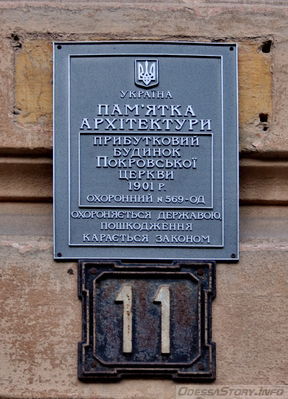 УКРАЇНА
ПАМ'ЯТКА
АРХІТЕКТУРИ
ПРИБУТКОВИЙ
БУДИНОК
ПОКРОВСЬКОЇ
ЦЕРКВИ
1901 Р.
ОХОРОННИЙ № 569-ОД
ОХОРОНЯЄТЬСЯ ДЕРЖАВОЮ,
ПОШКОДЖЕННЯ
КАРАЄТЬСЯ ЗАКОНОМ
11
OdessaStory.Info